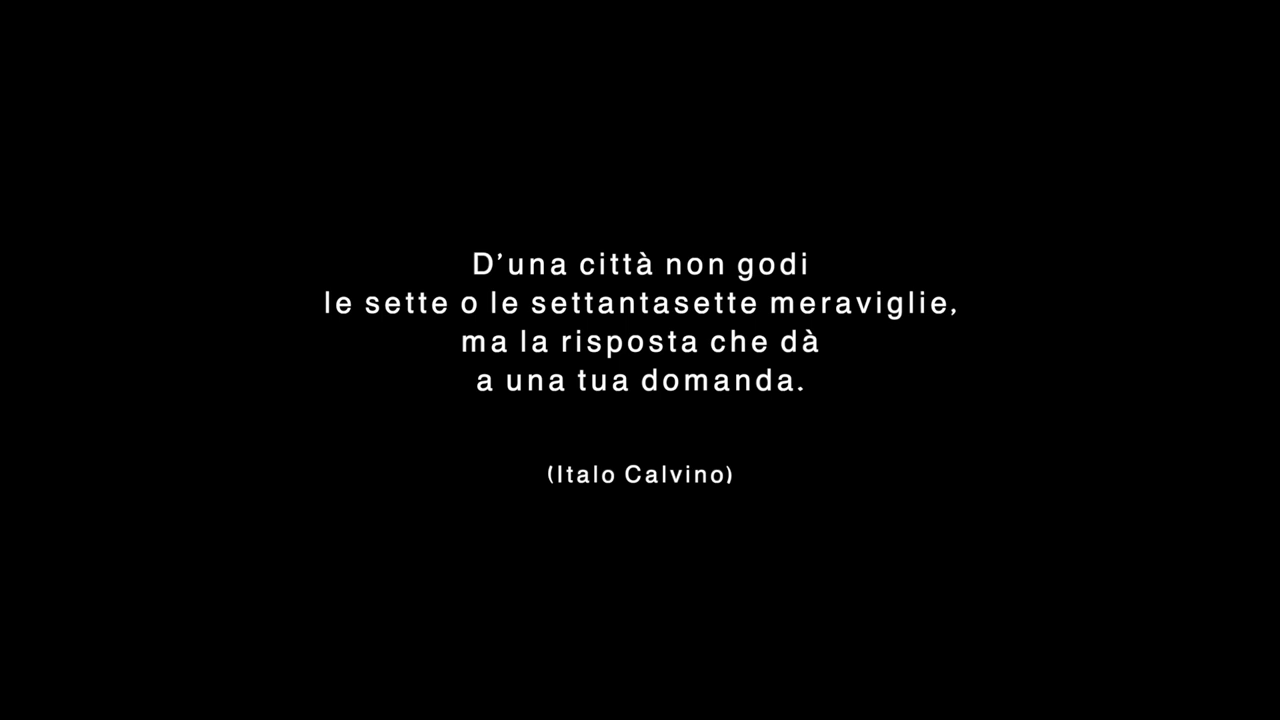 D’una città non godi
le sette o le settantasette meraviglie,
ma la risposta che dà
a una tua domanda.
(Italo Calvino)